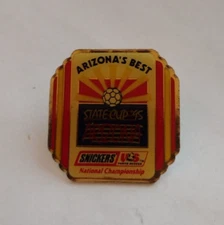 ARIZONA'S BEST
STATE CUP '95
SNICKERS
National Championship